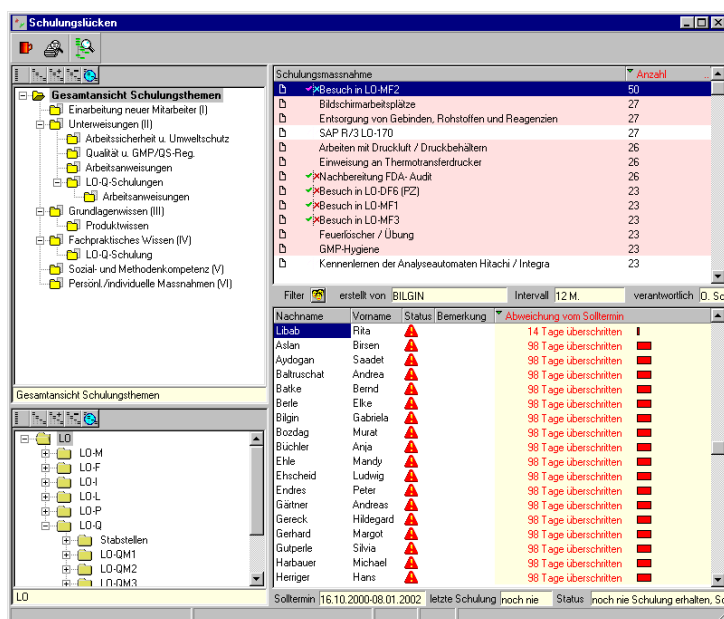 Schulungslücken
Gesamtansicht Schulungsthemen
Einarbeitung neuer Mitarbeiter (I)
Unterweisungen (II)
Arbeitssicherheit u. Umweltschutz
Qualität u. GMP/QS-Reg.
Arbeitsanweisungen
LO-Q-Schulungen
Arbeitsanweisungen
Grundlagenwissen (III)
Produktwissen
Fachpraktisches Wissen (IV)
LO-Q-Schulung
Sozial- und Methodenkompetenz (V)
Persönl./individuelle Massnahmen (VI)
Gesamtansicht Schulungsthemen
LO
LO-M
LO-F
LO-I
LO-L
LO-P
LO-Q
Stabstellen
LO-QM1
LO-QM2
LO-QM3
LO
Schulungsmassnahme Anzahl
Besuch in LO-MF2 50
Bildschirmarbeitsplätze 27
Entsorgung von Gebinden, Rohstoffen und Reagenzien 27
SAP R/3 LO-170 27
Arbeiten mit Druckluft / Druckbehältern 26
Einweisung an Thermotransferdrucker 26
Nachbereitung FDA- Audit 26
Besuch in LO-DF6 (PZ) 23
Besuch in LO-MF1 23
Besuch in LO-MF3 23
Feuerlöscher / Übung 23
GMP-Hygiene 23
Kennenlernen der Analyseautomaten Hitachi / Integra 23
Filter erstellt von BILGIN Intervall 12 M. verantwortlich O. Sc
Nachname Vorname Status Bemerkung Abweichung vom Solltermin
Libab Rita 14 Tage überschritten
Aslan Birsen 98 Tage überschritten
Aydogan Saadet 98 Tage überschritten
Baltruschat Andrea 98 Tage überschritten
Batke Bernd 98 Tage überschritten
Berle Elke 98 Tage überschritten
Bilgin Gabriela 98 Tage überschritten
Bozdag Murat 98 Tage überschritten
Büchler Anja 98 Tage überschritten
Ehle Mandy 98 Tage überschritten
Ehscheid Ludwig 98 Tage überschritten
Endres Peter 98 Tage überschritten
Gärtner Andreas 98 Tage überschritten
Gereck Hildegard 98 Tage überschritten
Gerhard Margot 98 Tage überschritten
Gutperle Silvia 98 Tage überschritten
Harbauer Michael 98 Tage überschritten
Herriger Hans 98 Tage überschritten
Solltermin 16.10.2000-08.01.2002 letzte Schulung noch nie Status noch nie Schulung erhalten, So